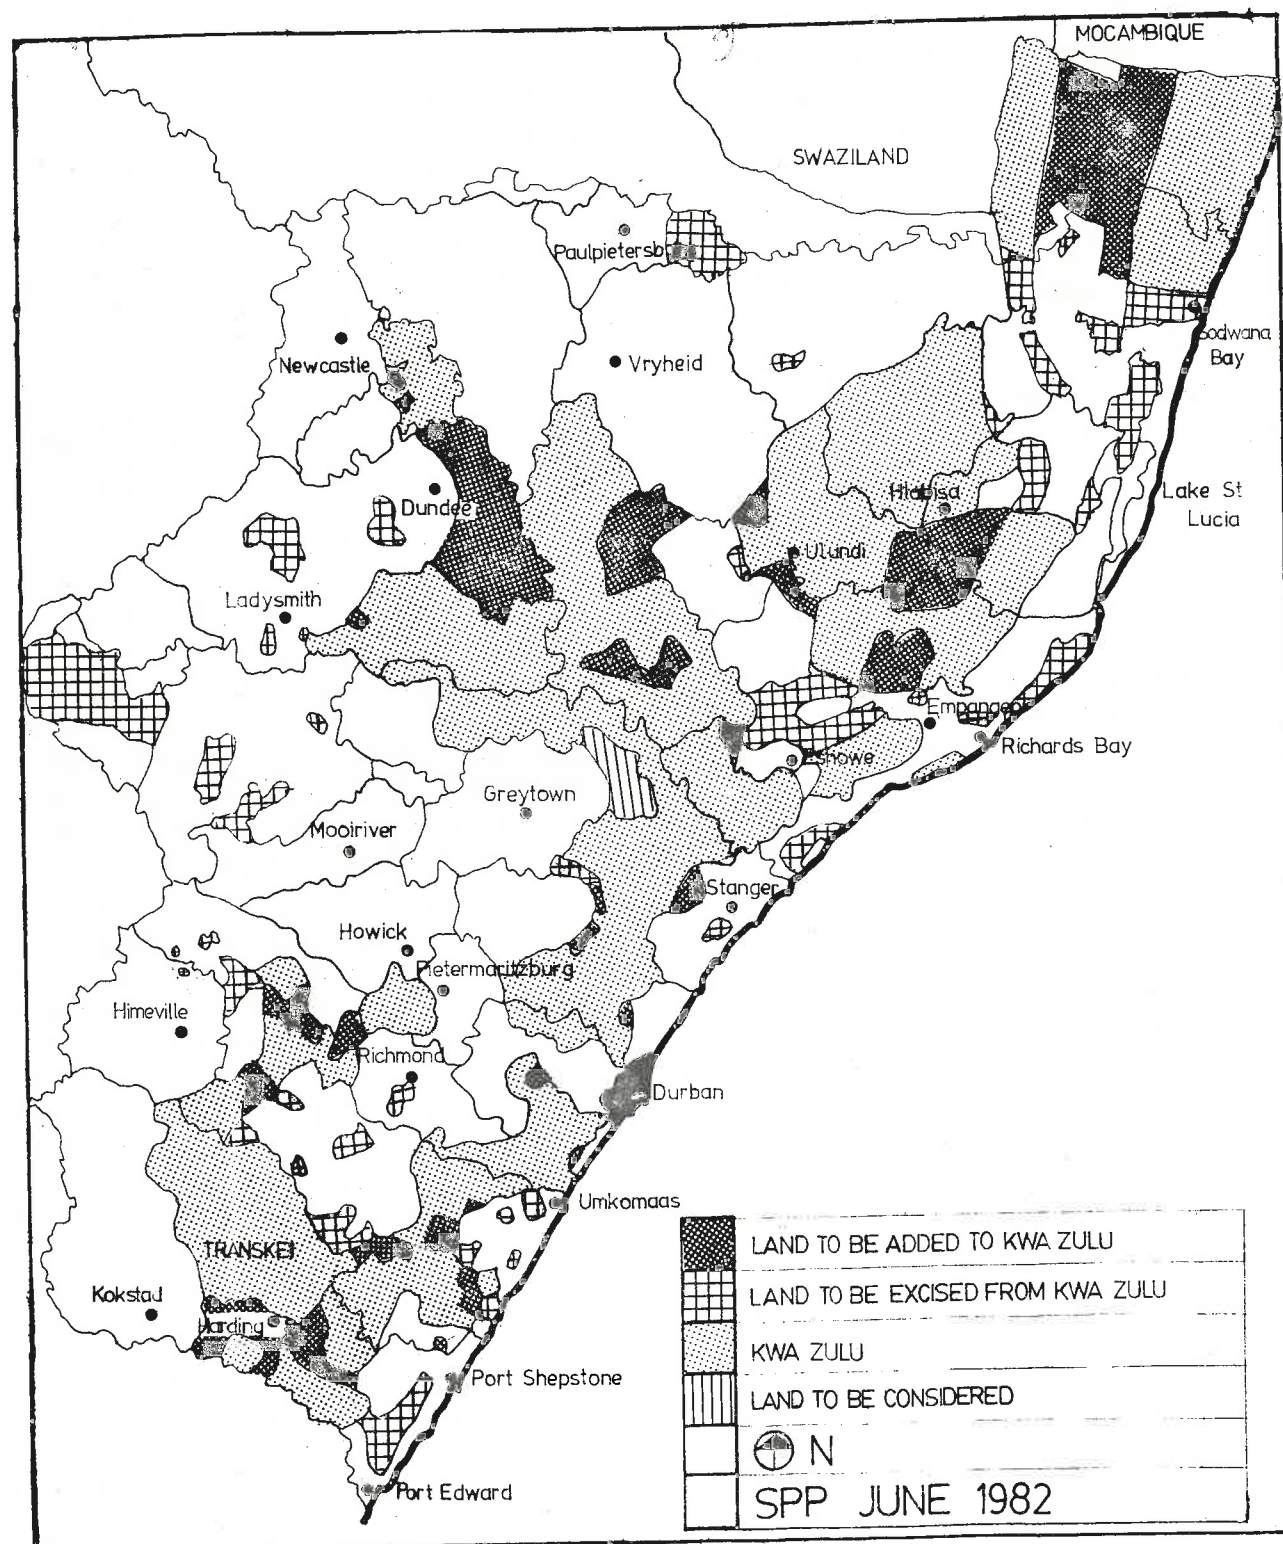 MOCAMBIQUE
SWAZILAND
Paulpietersb
Newcastle
Vryheid
Sodwana
Bay
Hlabisa
Lake St
Lucia
Dundee
Ulundi
Ladysmith
Empangeni
Richards Bay
Eshowe
Greytown
Mooiriver
Stanger
Howick
Pietermaritzburg
Himeville
Richmond
Durban
Umkomaas
TRANSKEI
Kokstad
Harding
Port Shepstone
Port Edward
LAND TO BE ADDED TO KWA ZULU
LAND TO BE EXCISED FROM KWA ZULU
KWA ZULU
LAND TO BE CONSIDERED
N
SPP JUNE 1982